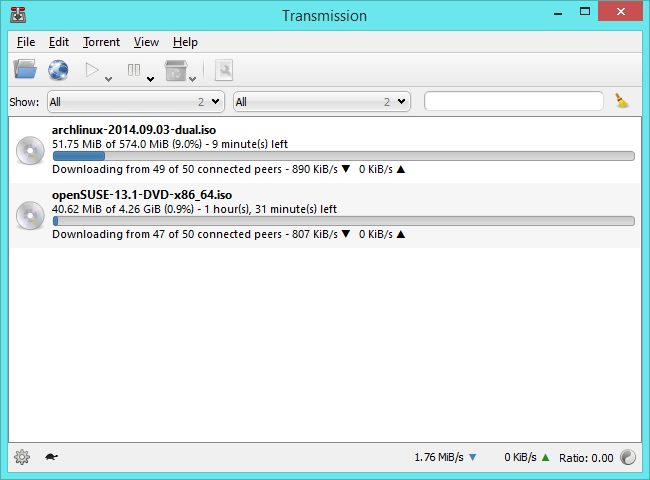 Transmission
File Edit Torrent View Help
Show: All 2 All 2
archlinux-2014.09.03-dual.iso
51.75 MiB of 574.0 MiB (9.0%) - 9 minute(s) left
Downloading from 49 of 50 connected peers - 890 KiB/s ▼ 0 KiB/s ▲
openSUSE-13.1-DVD-x86_64.iso
40.62 MiB of 4.26 GiB (0.9%) - 1 hour(s), 31 minute(s) left
Downloading from 47 of 50 connected peers - 807 KiB/s ▼ 0 KiB/s ▲
1.76 MiB/s ▼ 0 KiB/s ▲ Ratio: 0.00